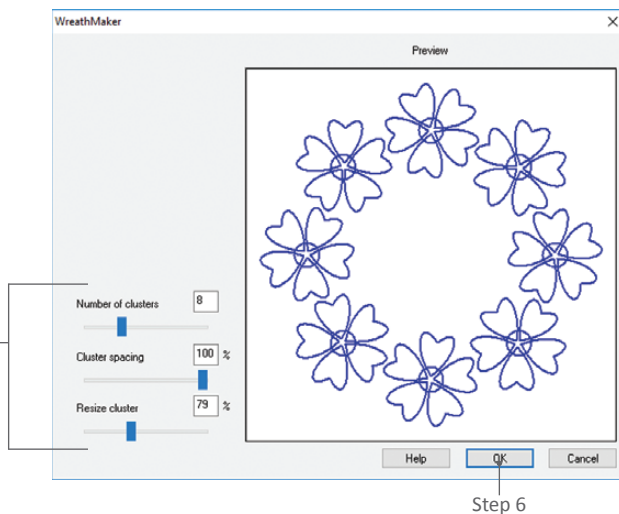 WreathMaker
Preview
Number of clusters 8
Cluster spacing 100 %
Resize cluster 79 %
Help OK Cancel
Step 6